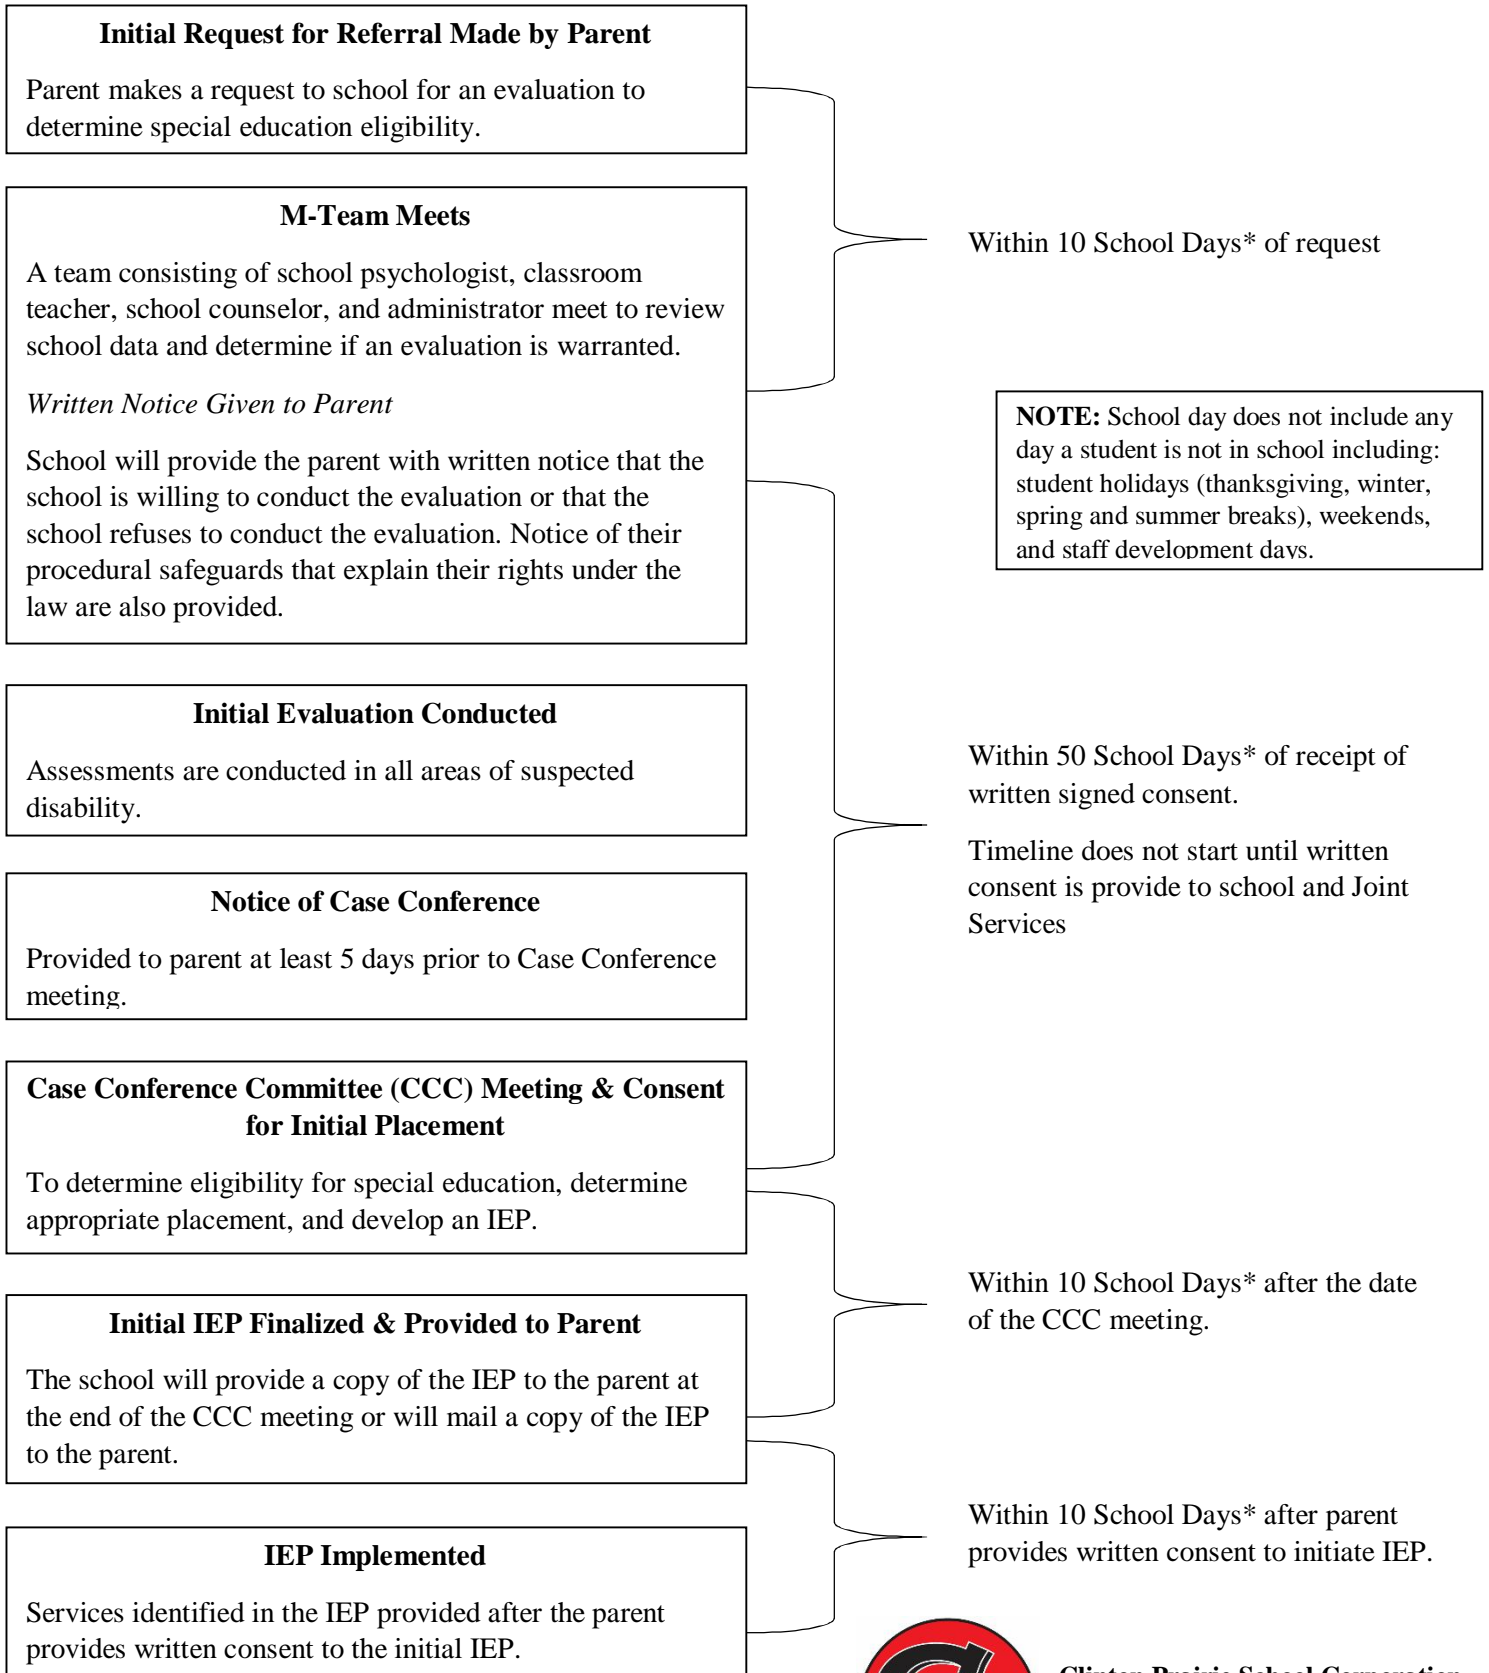 Initial Request for Referral Made by Parent
Parent makes a request to school for an evaluation to
determine special education eligibility.
M-Team Meets
A team consisting of school psychologist, classroom
teacher, school counselor, and administrator meet to review
school data and determine if an evaluation is warranted.
Written Notice Given to Parent
School will provide the parent with written notice that the
school is willing to conduct the evaluation or that the
school refuses to conduct the evaluation. Notice of their
procedural safeguards that explain their rights under the
law are also provided.
Within 10 School Days* of request
NOTE: School day does not include any
day a student is not in school including:
student holidays (thanksgiving, winter,
spring and summer breaks), weekends,
and staff development days.
Initial Evaluation Conducted
Assessments are conducted in all areas of suspected
disability.
Notice of Case Conference
Provided to parent at least 5 days prior to Case Conference
meeting.
Within 50 School Days* of receipt of
written signed consent.
Timeline does not start until written
consent is provide to school and Joint
Services
Case Conference Committee (CCC) Meeting & Consent
for Initial Placement
To determine eligibility for special education, determine
appropriate placement, and develop an IEP.
Within 10 School Days* after the date
of the CCC meeting.
Initial IEP Finalized & Provided to Parent
The school will provide a copy of the IEP to the parent at
the end of the CCC meeting or will mail a copy of the IEP
to the parent.
Within 10 School Days* after parent
provides written consent to initiate IEP.
IEP Implemented
Services identified in the IEP provided after the parent
provides written consent to the initial IEP.
Clinton Prairie School Corporation